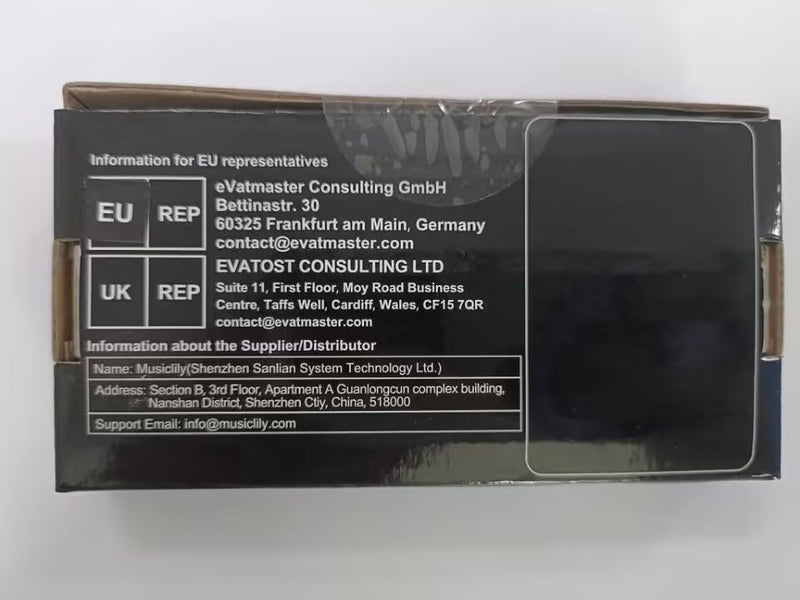 Information for EU representatives
EU REP
eVatmaster Consulting GmbH
Bettinastr. 30
60325 Frankfurt am Main, Germany
contact@evatmaster.com
UK REP
EVATOST CONSULTING LTD
Suite 11, First Floor, Moy Road Business
Centre, Taffs Well, Cardiff, Wales, CF15 7QR
contact@evatmaster.com
Information about the Supplier/Distributor
Name: Musiclily(Shenzhen Sanlian System Technology Ltd.)
Address: Section B, 3rd Floor, Apartment A Guanlongcun complex building,
Nanshan District, Shenzhen Ctiy, China, 518000
Support Email: info@musiclily.com